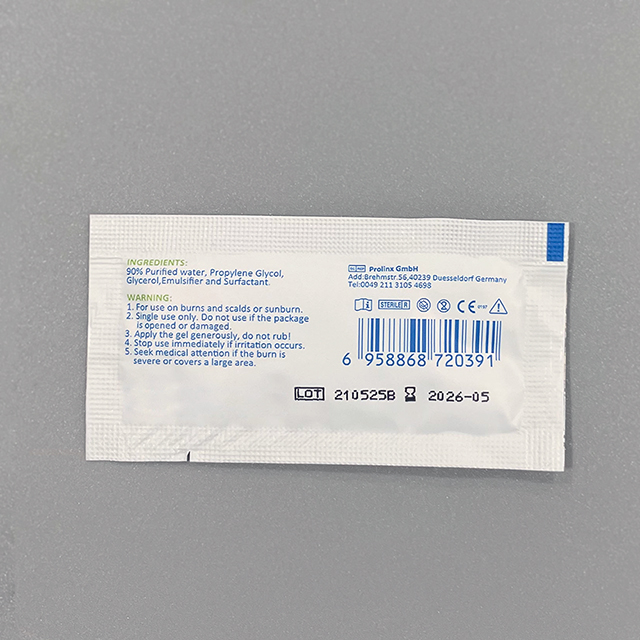 INGREDIENTS:
90% Purified water, Propylene Glycol,
Glycerol,Emulsifier and Surfactant.
WARNING:
1. For use on burns and scalds or sunburn.
2. Single use only. Do not use if the package
is opened or damaged.
3. Apply the gel generously, do not rub!
4. Stop use immediately if irritation occurs.
5. Seek medical attention if the burn is
severe or covers a large area.
EC REP Prolinx GmbH
Add:Brehmstr.56,40239 Duesseldorf Germany
Tel:0049 211 3105 4698
STERILE R CE 0197
6 958868 720391
LOT 210525B 2026-05